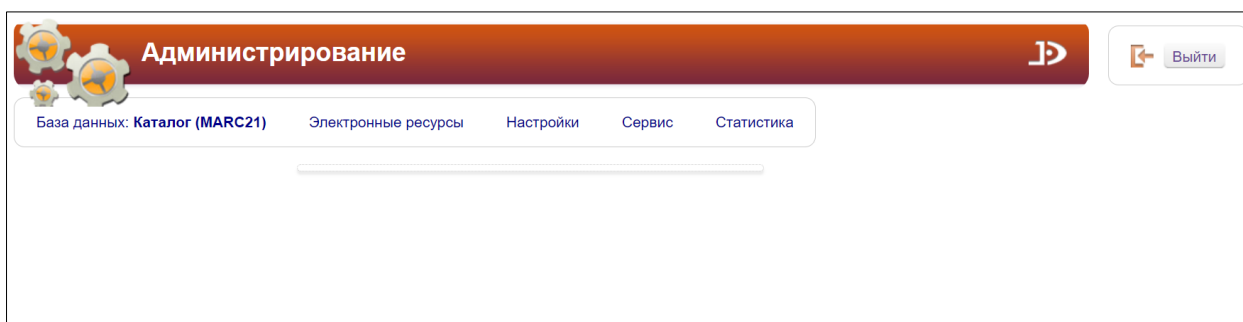 Администрирование
Выйти
База данных: Каталог (MARC21) Электронные ресурсы Настройки Сервис Статистика